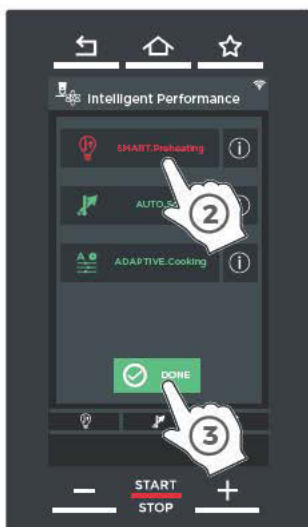 Intelligent Performance
SMART.Preheating
2
ADAPTIVE.Cooking
DONE
3
START
STOP